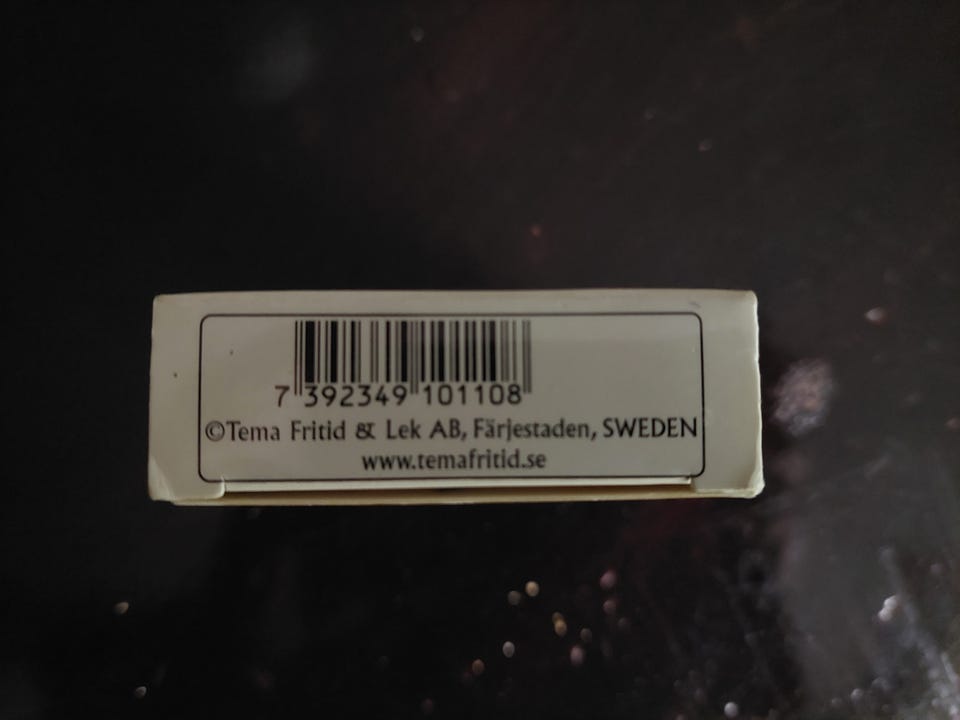 7 392349 101108
©Tema Fritid & Lek AB, Färjestaden, SWEDEN
www.temafritid.se